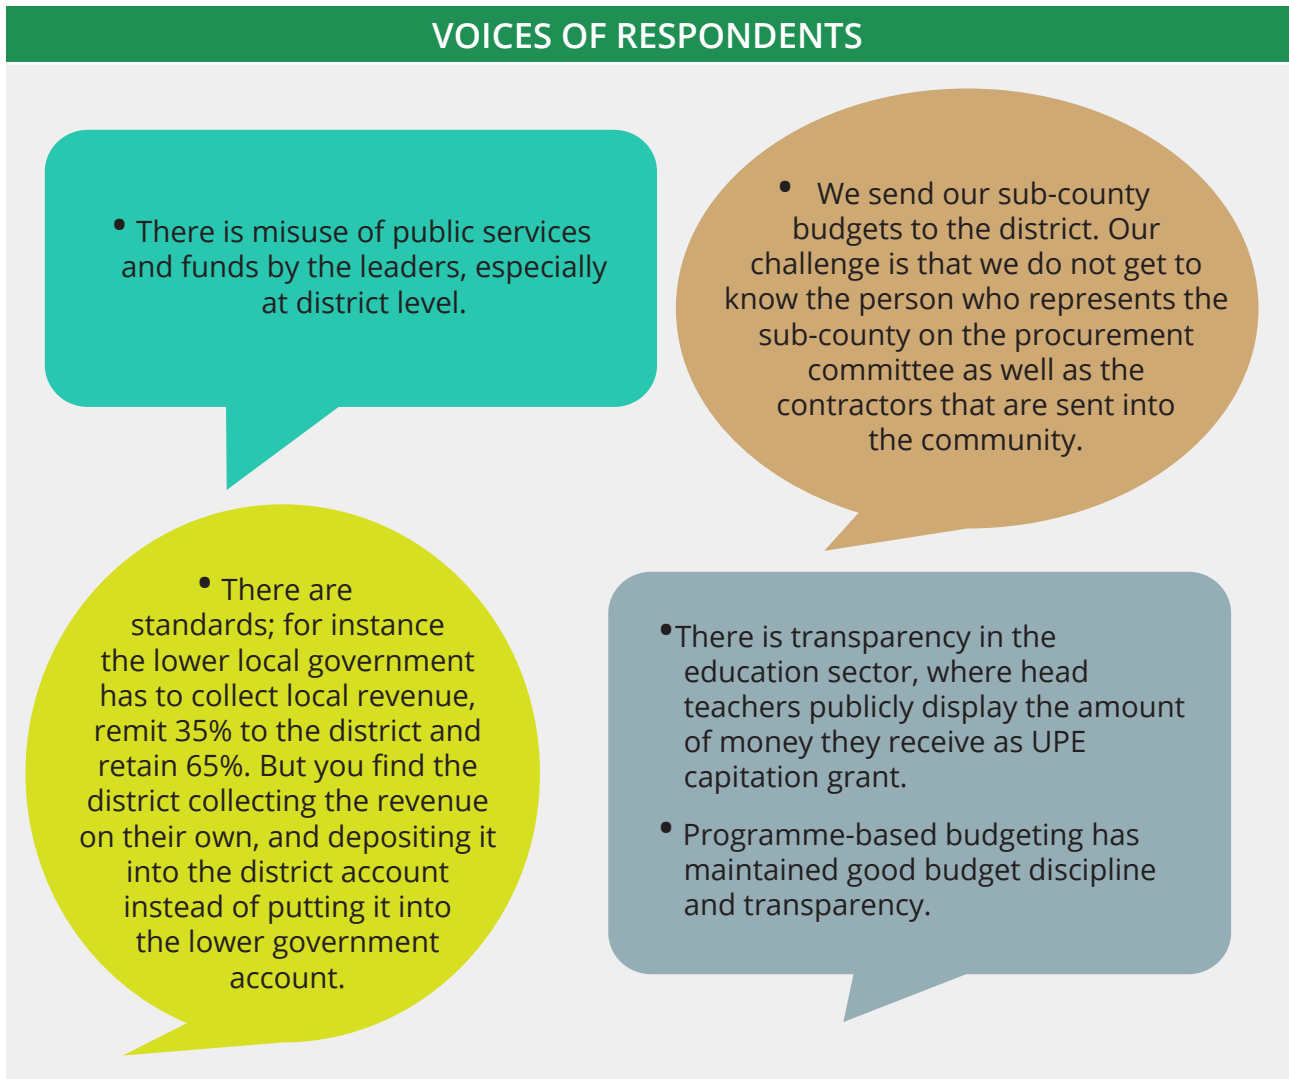 VOICES OF RESPONDENTS
• There is misuse of public services
and funds by the leaders, especially
at district level.
• We send our sub-county
budgets to the district. Our
challenge is that we do not get to
know the person who represents the
sub-county on the procurement
committee as well as the
contractors that are sent into
the community.
• There are
standards; for instance
the lower local government
has to collect local revenue,
remit 35% to the district and
retain 65%. But you find the
district collecting the revenue
on their own, and depositing it
into the district account
instead of putting it into
the lower government
account.
• There is transparency in the
education sector, where head
teachers publicly display the amount
of money they receive as UPE
capitation grant.
• Programme-based budgeting has
maintained good budget discipline
and transparency.